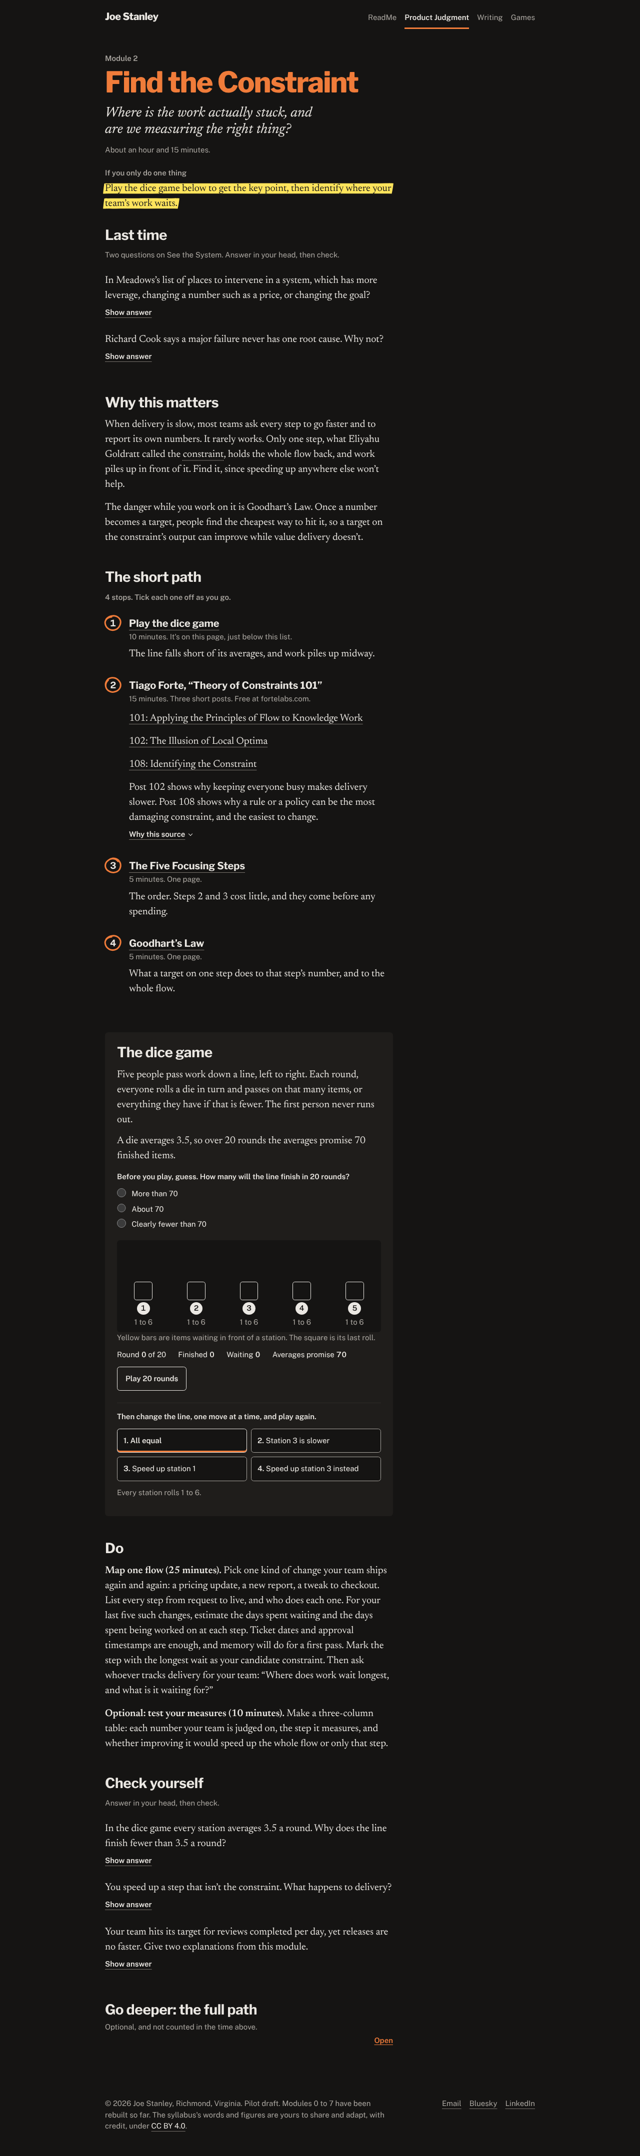 Joe Stanley
ReadMe Product Judgment Writing Games
Module 2
Find the Constraint
Where is the work actually stuck, and
are we measuring the right thing?
About an hour and 15 minutes.
If you only do one thing
Play the dice game below to get the key point, then identify where your
team’s work waits.
Last time
Two questions on See the System. Answer in your head, then check.
In Meadows’s list of places to intervene in a system, which has more
leverage, changing a number such as a price, or changing the goal?
Show answer
Richard Cook says a major failure never has one root cause. Why not?
Show answer
Why this matters
When delivery is slow, most teams ask every step to go faster and to
report its own numbers. It rarely works. Only one step, what Eliyahu
Goldratt called the constraint, holds the whole flow back, and work
piles up in front of it. Find it, since speeding up anywhere else won’t
help.
The danger while you work on it is Goodhart’s Law. Once a number
becomes a target, people find the cheapest way to hit it, so a target on
the constraint’s output can improve while value delivery doesn’t.
The short path
4 stops. Tick each one off as you go.
1 Play the dice game
10 minutes. It’s on this page, just below this list.
The line falls short of its averages, and work piles up midway.
2 Tiago Forte, “Theory of Constraints 101”
15 minutes. Three short posts. Free at fortelabs.com.
101: Applying the Principles of Flow to Knowledge Work
102: The Illusion of Local Optima
108: Identifying the Constraint
Post 102 shows why keeping everyone busy makes delivery
slower. Post 108 shows why a rule or a policy can be the most
damaging constraint, and the easiest to change.
Why this source
3 The Five Focusing Steps
5 minutes. One page.
The order. Steps 2 and 3 cost little, and they come before any
spending.
4 Goodhart’s Law
5 minutes. One page.
What a target on one step does to that step’s number, and to the
whole flow.
The dice game
Five people pass work down a line, left to right. Each round,
everyone rolls a die in turn and passes on that many items, or
everything they have if that is fewer. The first person never runs
out.
A die averages 3.5, so over 20 rounds the averages promise 70
finished items.
Before you play, guess. How many will the line finish in 20 rounds?
More than 70
About 70
Clearly fewer than 70
1 2 3 4 5
1 to 6 1 to 6 1 to 6 1 to 6 1 to 6
Yellow bars are items waiting in front of a station. The square is its last roll.
Round 0 of 20 Finished 0 Waiting 0 Averages promise 70
Play 20 rounds
Then change the line, one move at a time, and play again.
1. All equal 2. Station 3 is slower
3. Speed up station 1 4. Speed up station 3 instead
Every station rolls 1 to 6.
Do
Map one flow (25 minutes). Pick one kind of change your team ships
again and again: a pricing update, a new report, a tweak to checkout.
List every step from request to live, and who does each one. For your
last five such changes, estimate the days spent waiting and the days
spent being worked on at each step. Ticket dates and approval
timestamps are enough, and memory will do for a first pass. Mark the
step with the longest wait as your candidate constraint. Then ask
whoever tracks delivery for your team: “Where does work wait longest,
and what is it waiting for?”
Optional: test your measures (10 minutes). Make a three-column
table: each number your team is judged on, the step it measures, and
whether improving it would speed up the whole flow or only that step.
Check yourself
Answer in your head, then check.
In the dice game every station averages 3.5 a round. Why does the line
finish fewer than 3.5 a round?
Show answer
You speed up a step that isn’t the constraint. What happens to delivery?
Show answer
Your team hits its target for reviews completed per day, yet releases are
no faster. Give two explanations from this module.
Show answer
Go deeper: the full path
Optional, and not counted in the time above.
Open
© 2026 Joe Stanley, Richmond, Virginia. Pilot draft. Modules 0 to 7 have been
rebuilt so far. The syllabus’s words and figures are yours to share and adapt, with
credit, under CC BY 4.0.
Email Bluesky LinkedIn